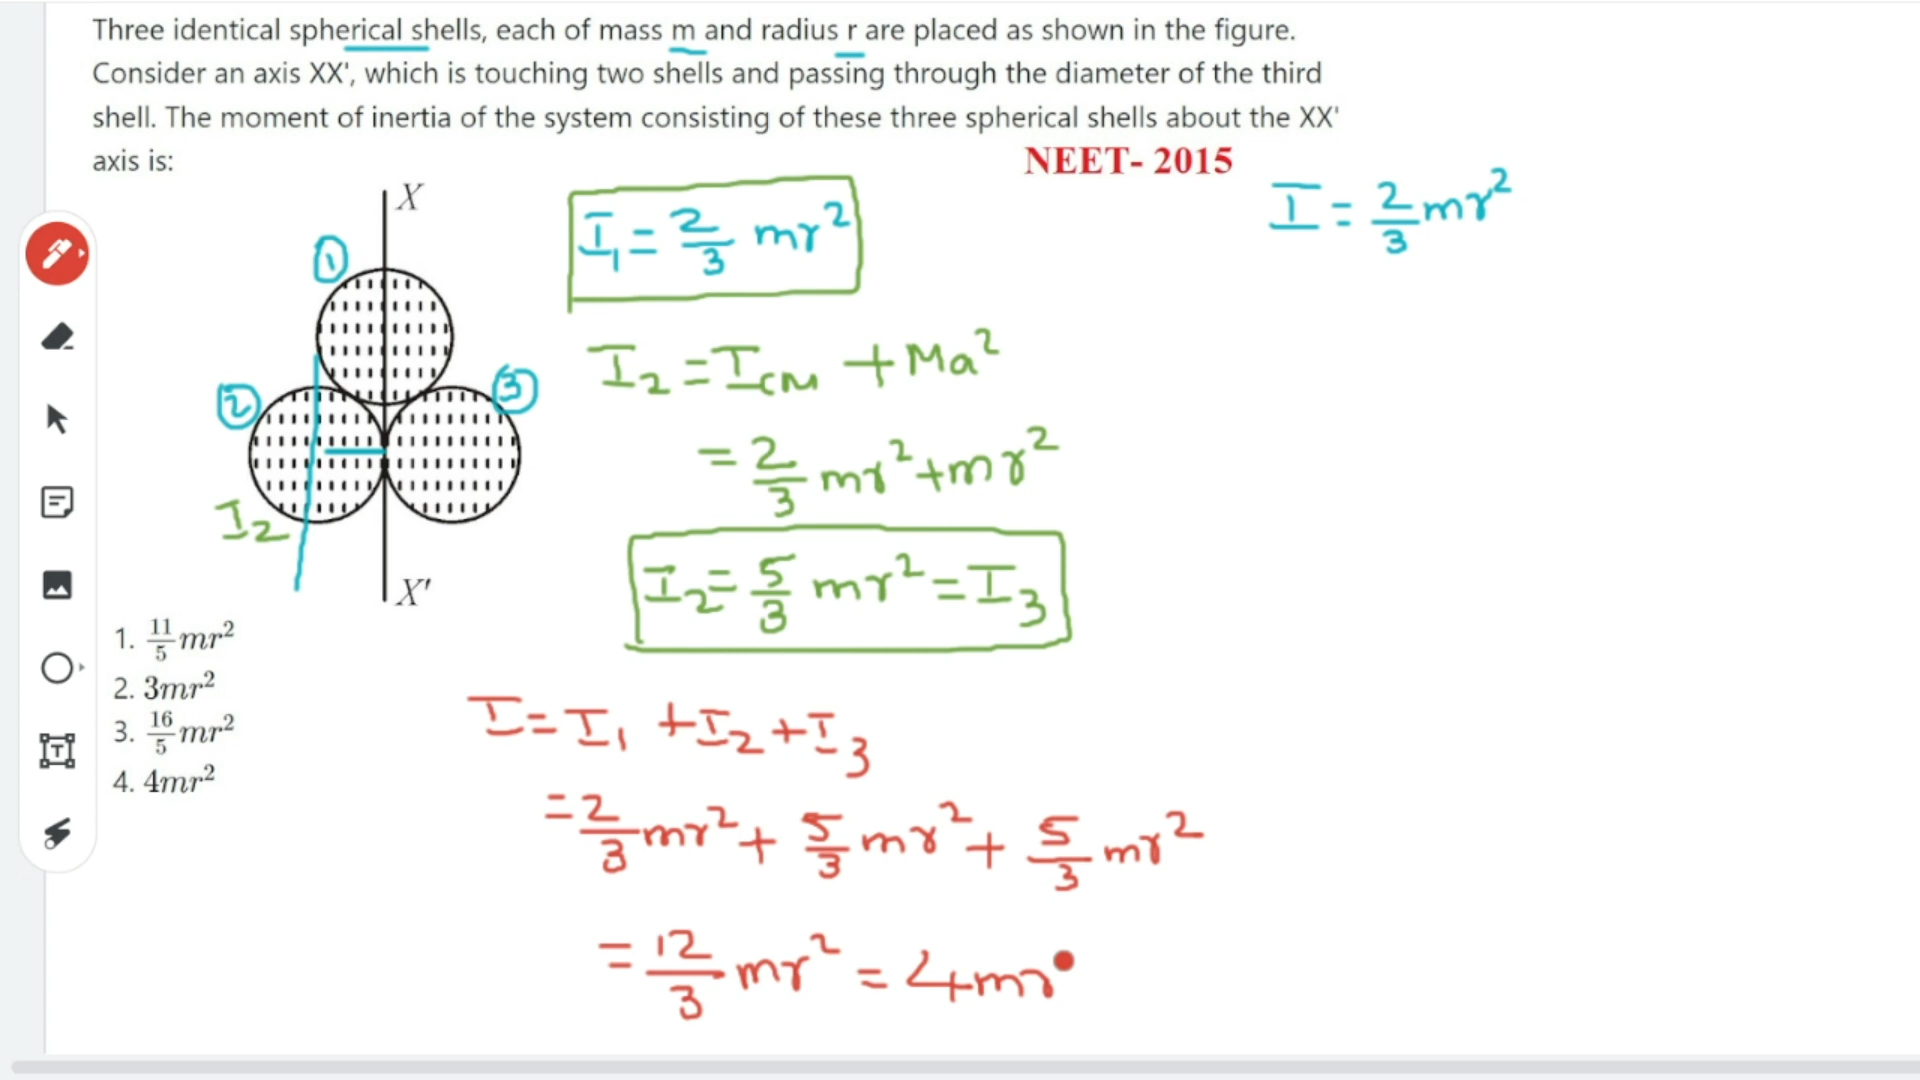 Three identical spherical shells, each of mass m and radius r are placed as shown in the figure.
Consider an axis XX', which is touching two shells and passing through the diameter of the third
shell. The moment of inertia of the system consisting of these three spherical shells about the XX'
axis is:
NEET- 2015
I = 2/3 mr²
X
①
I₁ = 2/3 mr²
②
③
I₂ = I_CM + Ma²
= 2/3 mr² + mr²
I₂
I₂ = 5/3 mr² = I₃
X'
1. 11/5 mr²
2. 3mr²
3. 16/5 mr²
4. 4mr²
I = I₁ + I₂ + I₃
= 2/3 mr² + 5/3 mr² + 5/3 mr²
= 12/3 mr² = 4mr
T